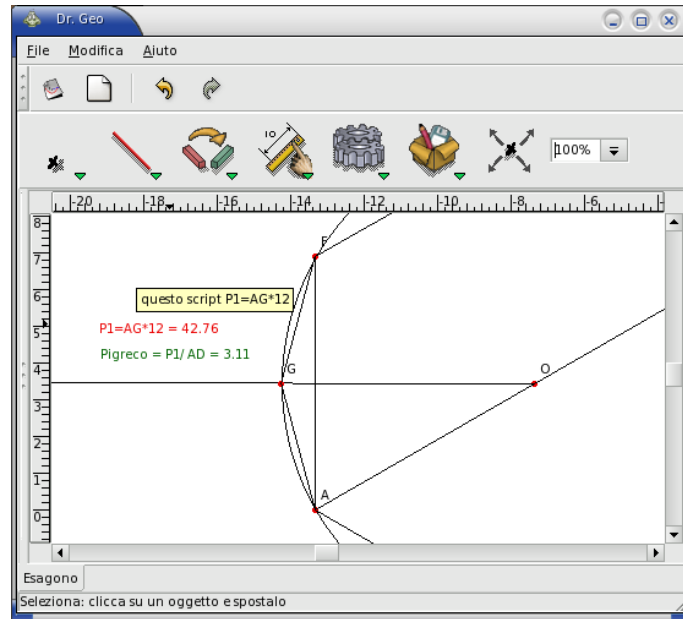 Dr. Geo
File Modifica Aiuto
10
100%
-20 -18 -16 -14 -12 -10 -8 -6
8
7
6
5
4
3
2
1
0
F
questo script P1=AG*12
P1=AG*12 = 42.76
Pigreco = P1/AD = 3.11
G
O
A
Esagono
Seleziona: clicca su un oggetto e spostalo